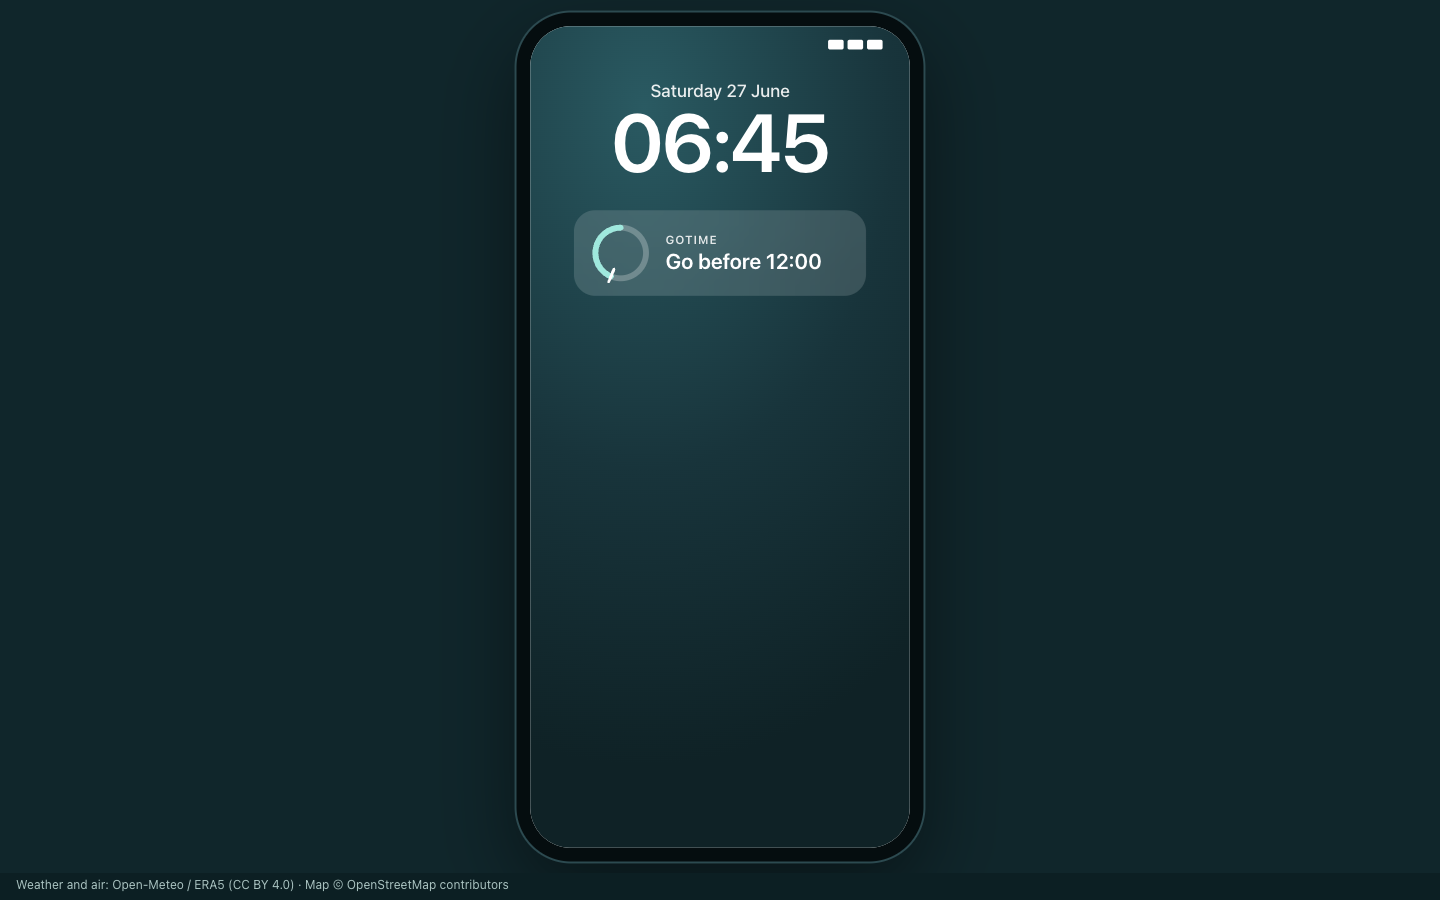 Saturday 27 June
06:45
GOTIME
Go before 12:00
Weather and air: Open-Meteo / ERA5 (CC BY 4.0) · Map © OpenStreetMap contributors